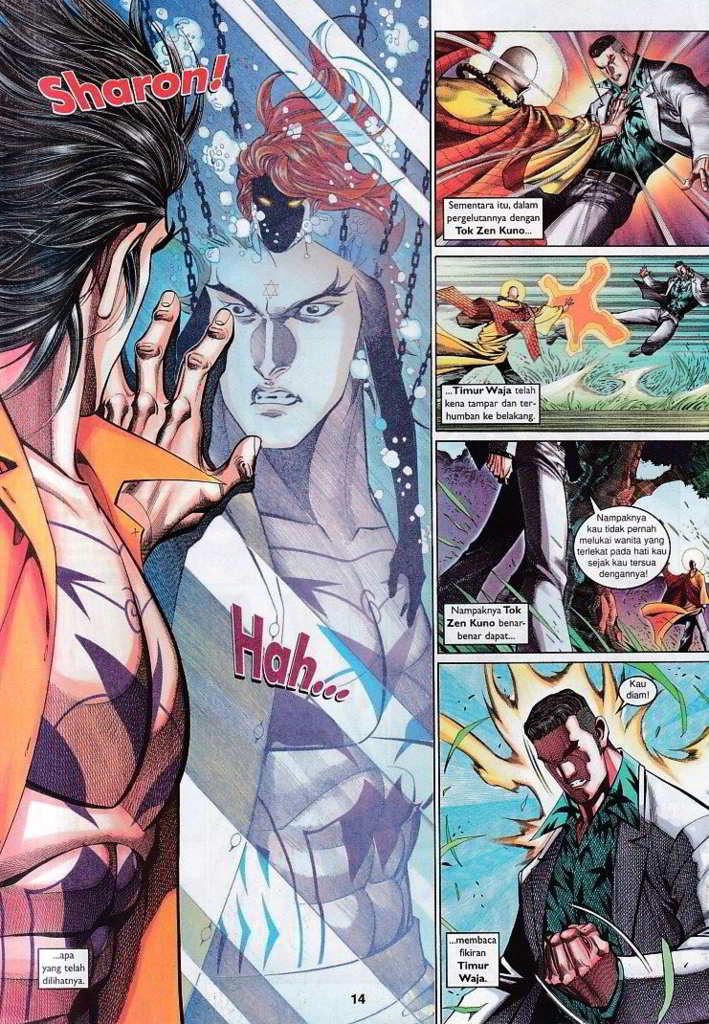 Sharon!
Hah...
...apa
yang telah
dilihatnya.
Sementara itu, dalam
pergelutannya dengan
Tok Zen Kuno...
...Timur Waja telah
kena tampar dan ter-
humban ke belakang.
Nampaknya
kau tidak pernah
melukai wanita yang
terlekat pada hati kau
sejak kau tersua
dengannya!
Nampaknya Tok
Zen Kuno benar-
benar dapat...
Kau
diam!
...membaca
fikiran
Timur
Waja.
14